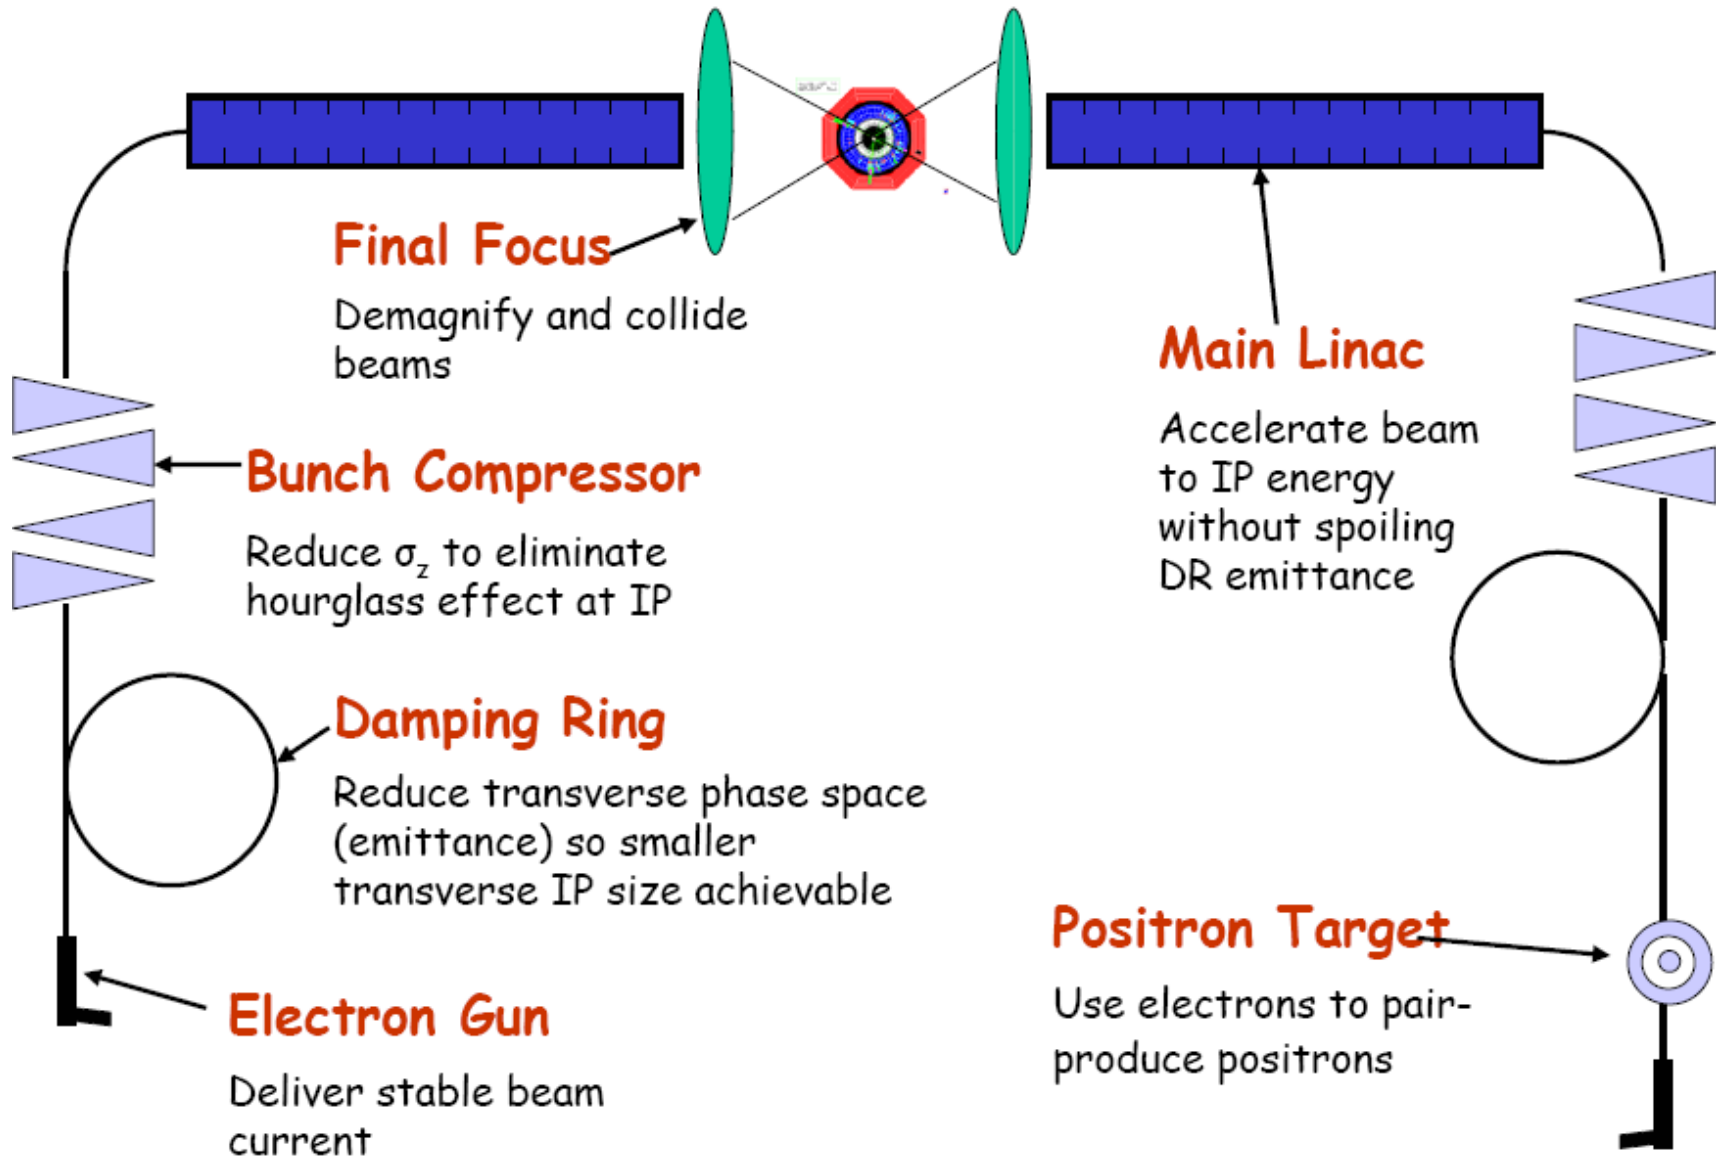 Final Focus
Demagnify and collide
beams
Main Linac
Accelerate beam
to IP energy
without spoiling
DR emittance
Bunch Compressor
Reduce σz to eliminate
hourglass effect at IP
Damping Ring
Reduce transverse phase space
(emittance) so smaller
transverse IP size achievable
Positron Target
Use electrons to pair-
produce positrons
Electron Gun
Deliver stable beam
current